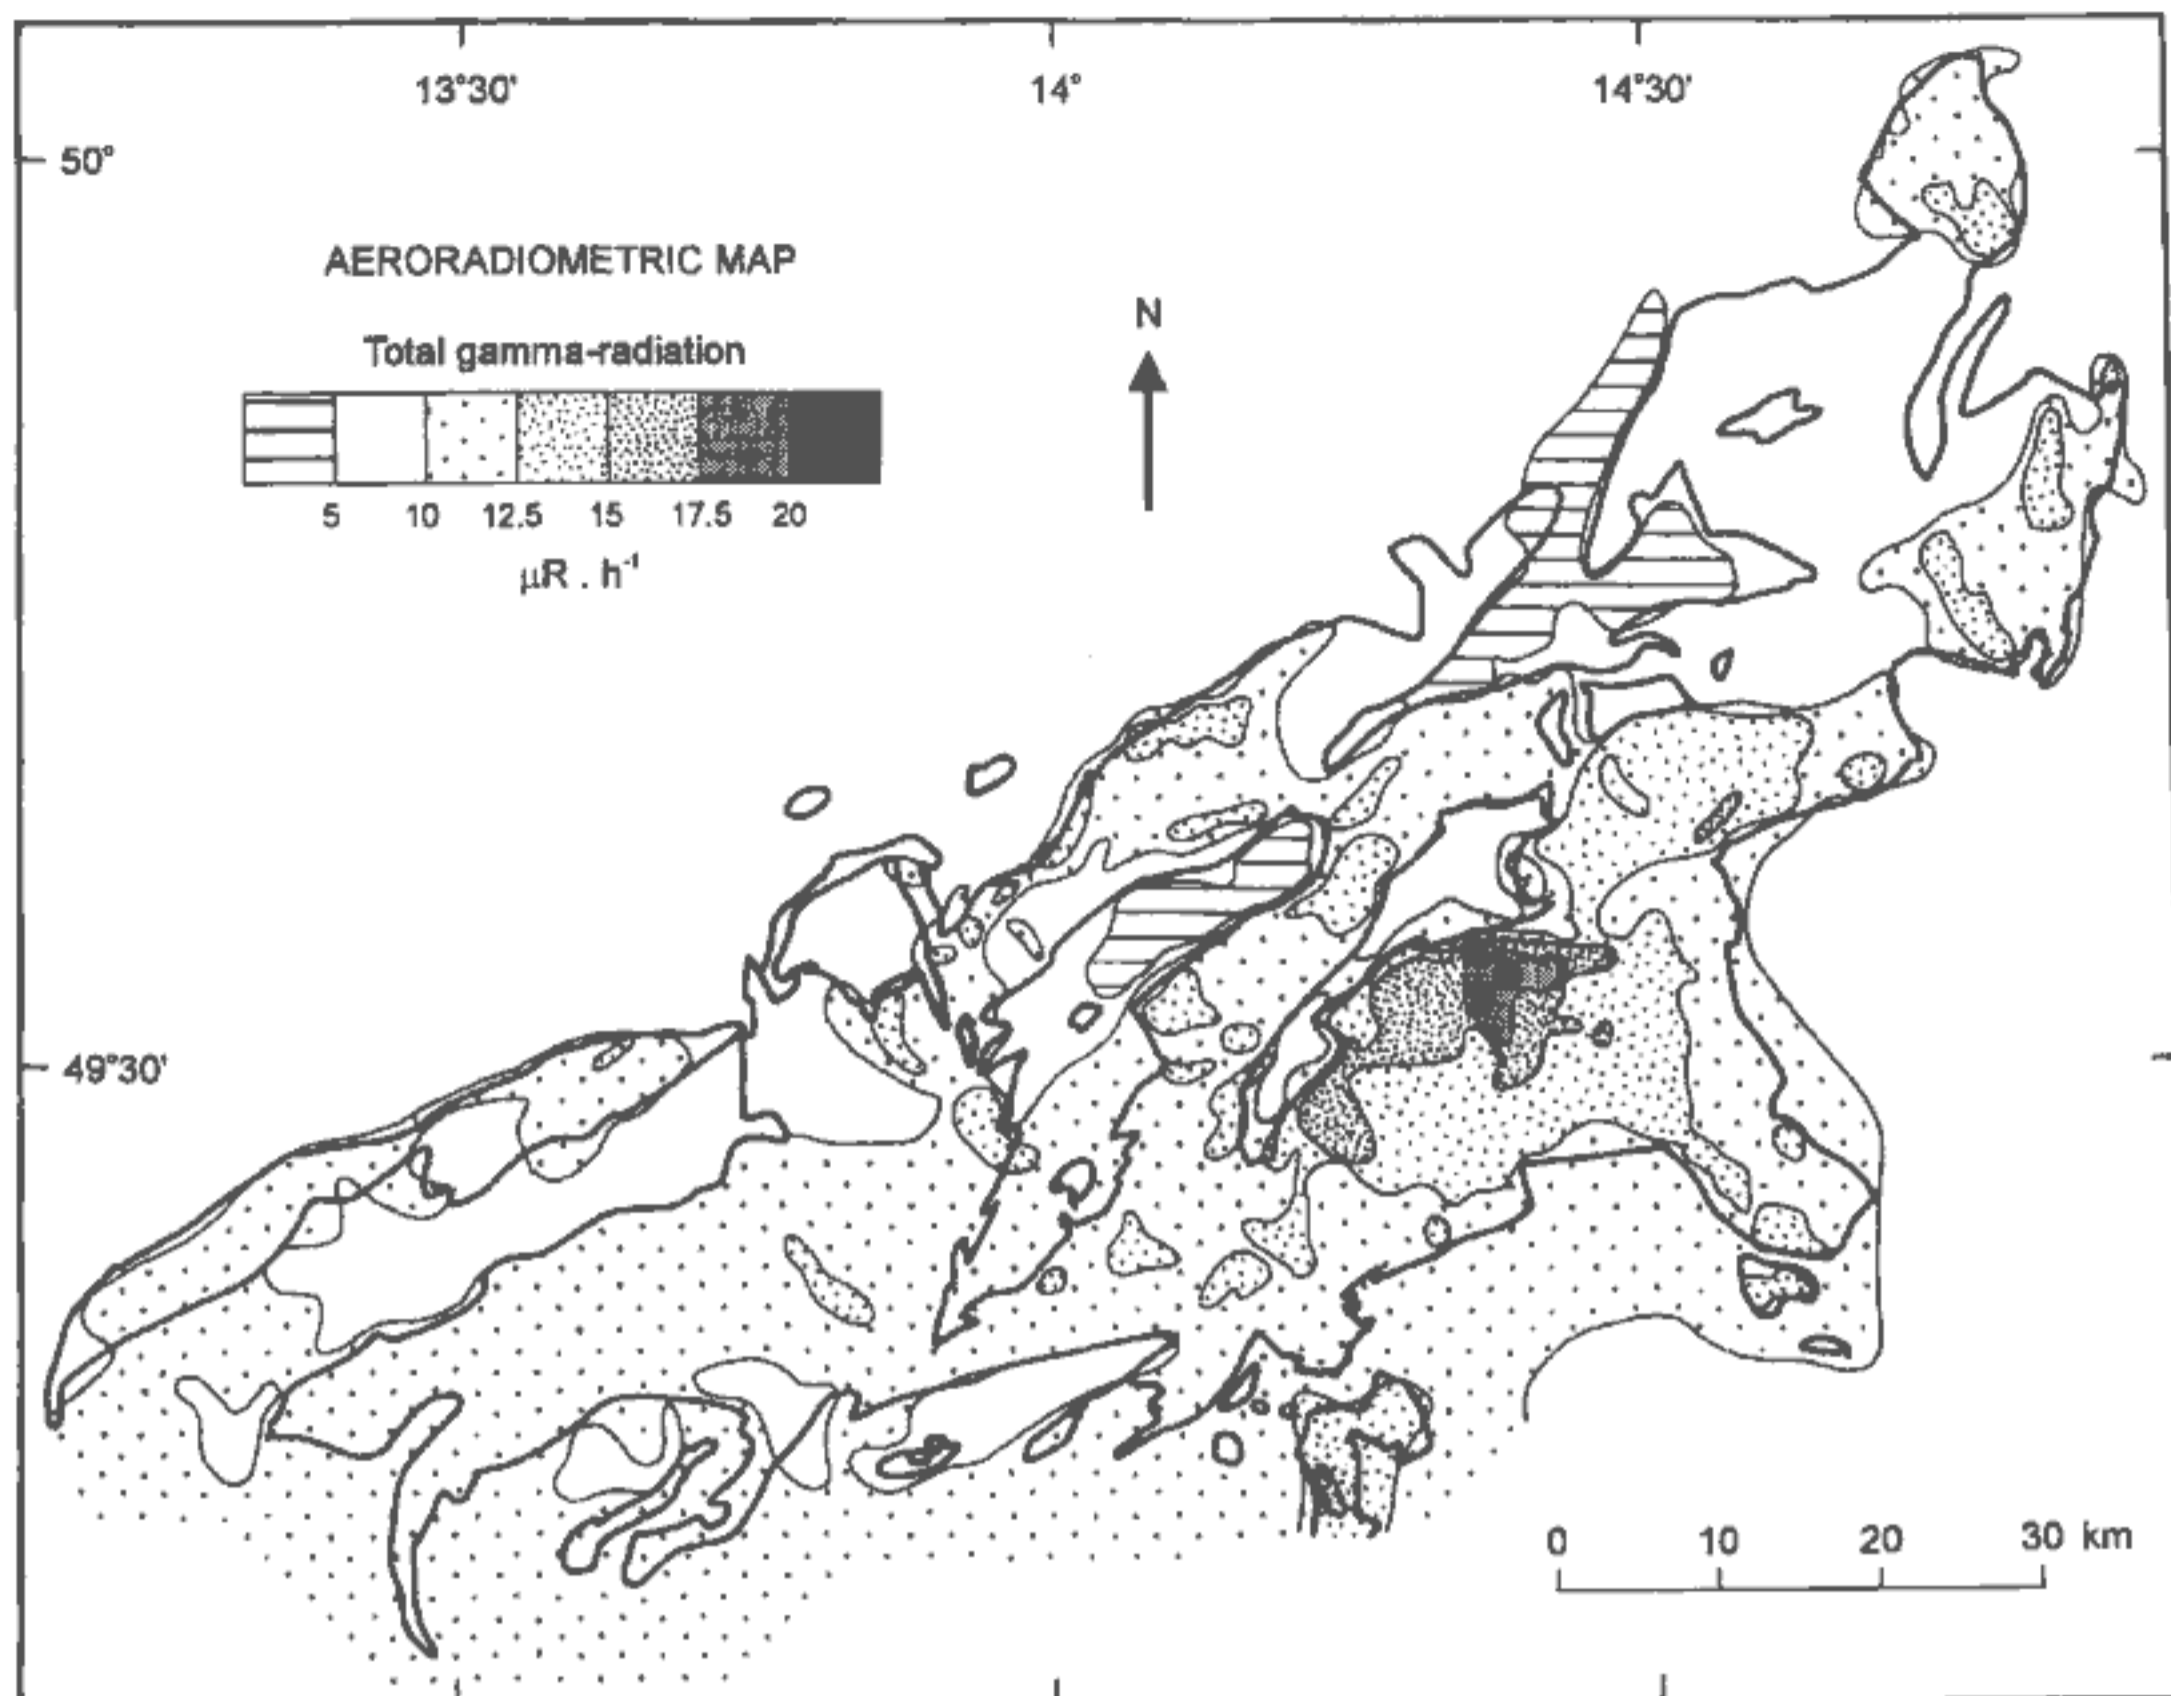 13°30' 14° 14°30'
50°
AERORADIOMETRIC MAP
N
Total gamma-radiation
5 10 12.5 15 17.5 20
μR . h⁻¹
49°30'
0 10 20 30 km